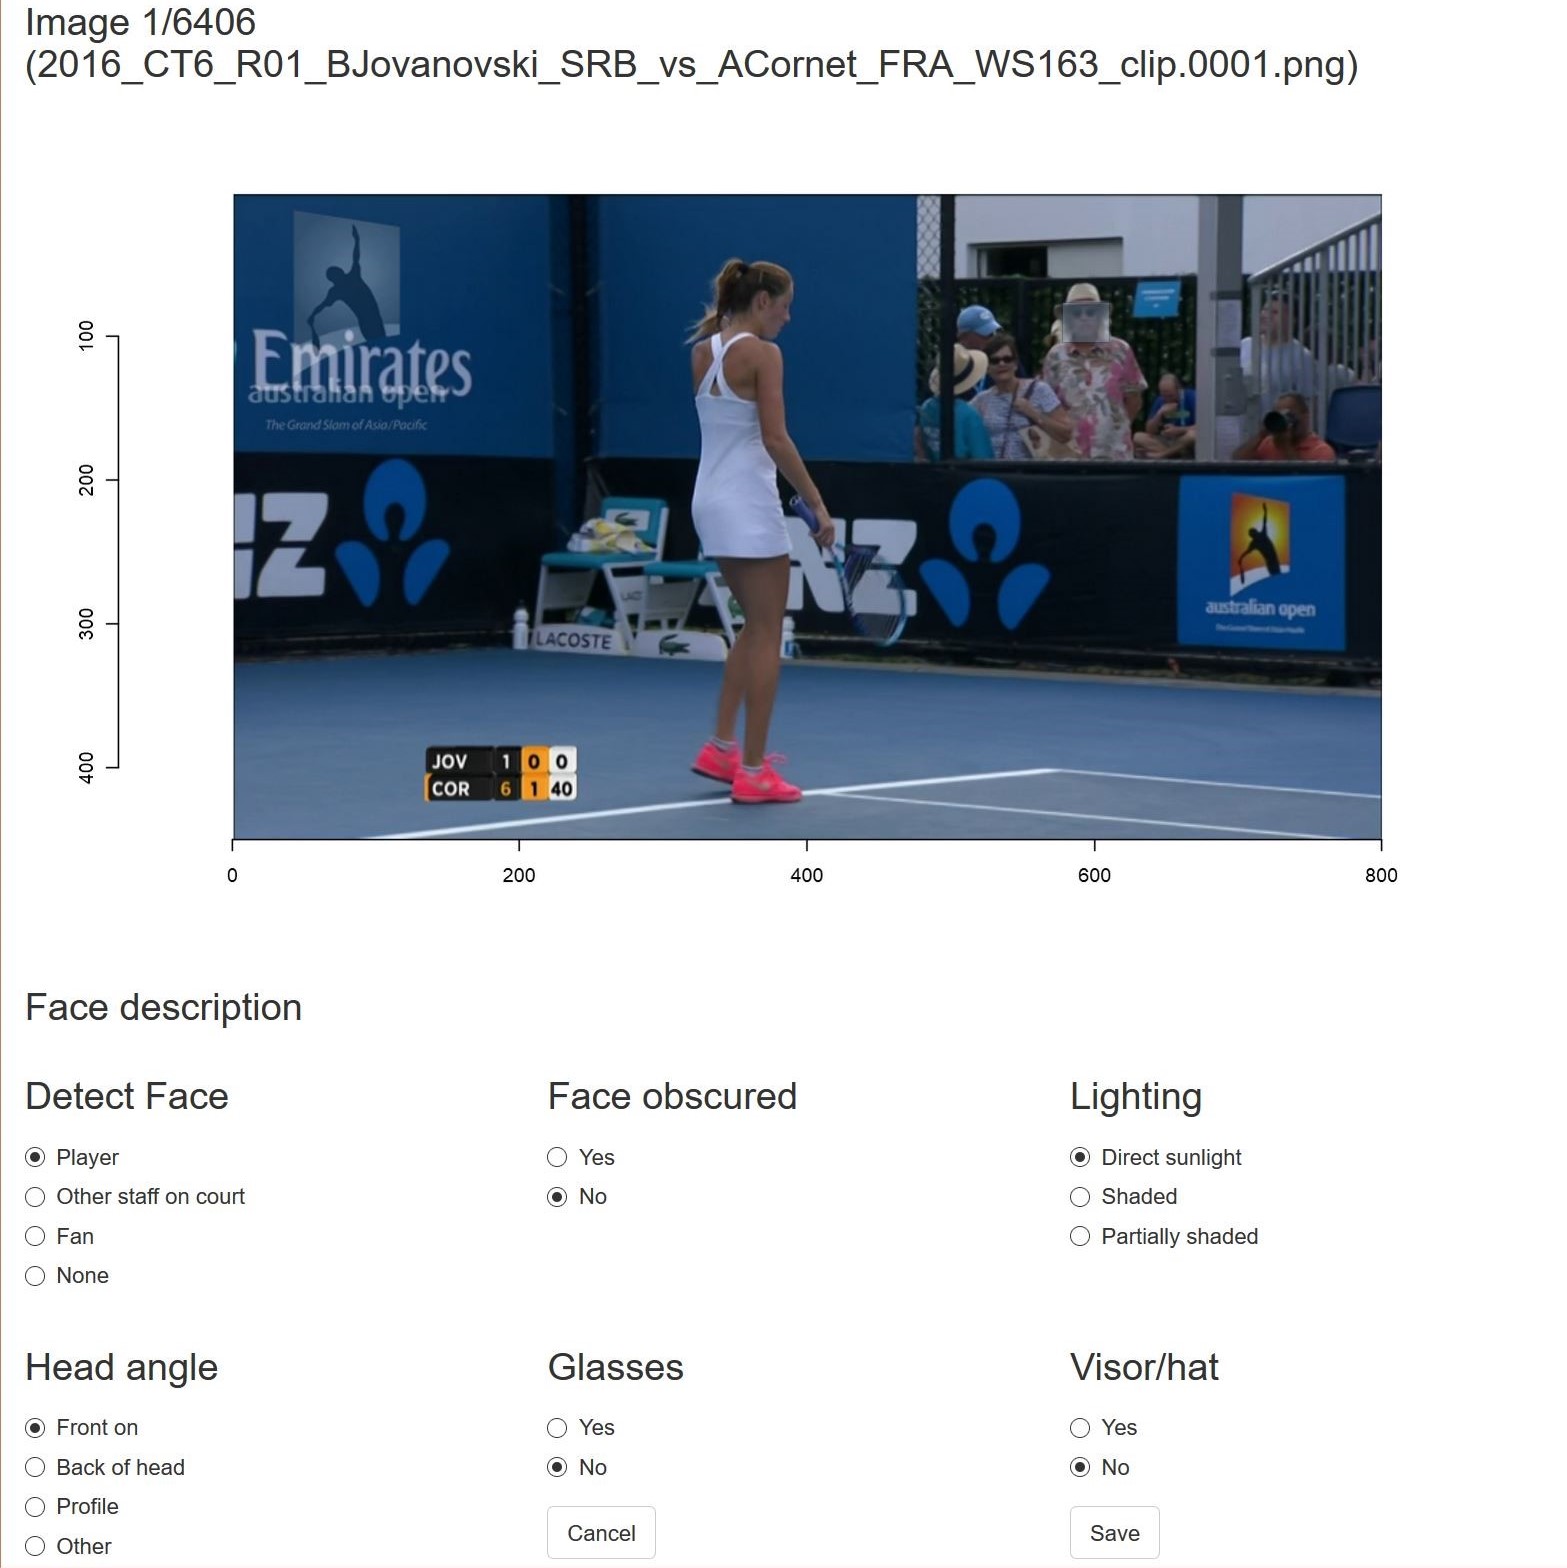 Image 1/6406
(2016_CT6_R01_BJovanovski_SRB_vs_ACornet_FRA_WS163_clip.0001.png)
Emirates
australian open
The Grand Slam of Asia/Pacific
NZ
NZ
LACOSTE
australian open
JOV 1 0 0
COR 6 1 40
100
200
300
400
0 200 400 600 800
Face description
Detect Face
Player
Other staff on court
Fan
None
Face obscured
Yes
No
Lighting
Direct sunlight
Shaded
Partially shaded
Head angle
Front on
Back of head
Profile
Other
Glasses
Yes
No
Cancel
Visor/hat
Yes
No
Save